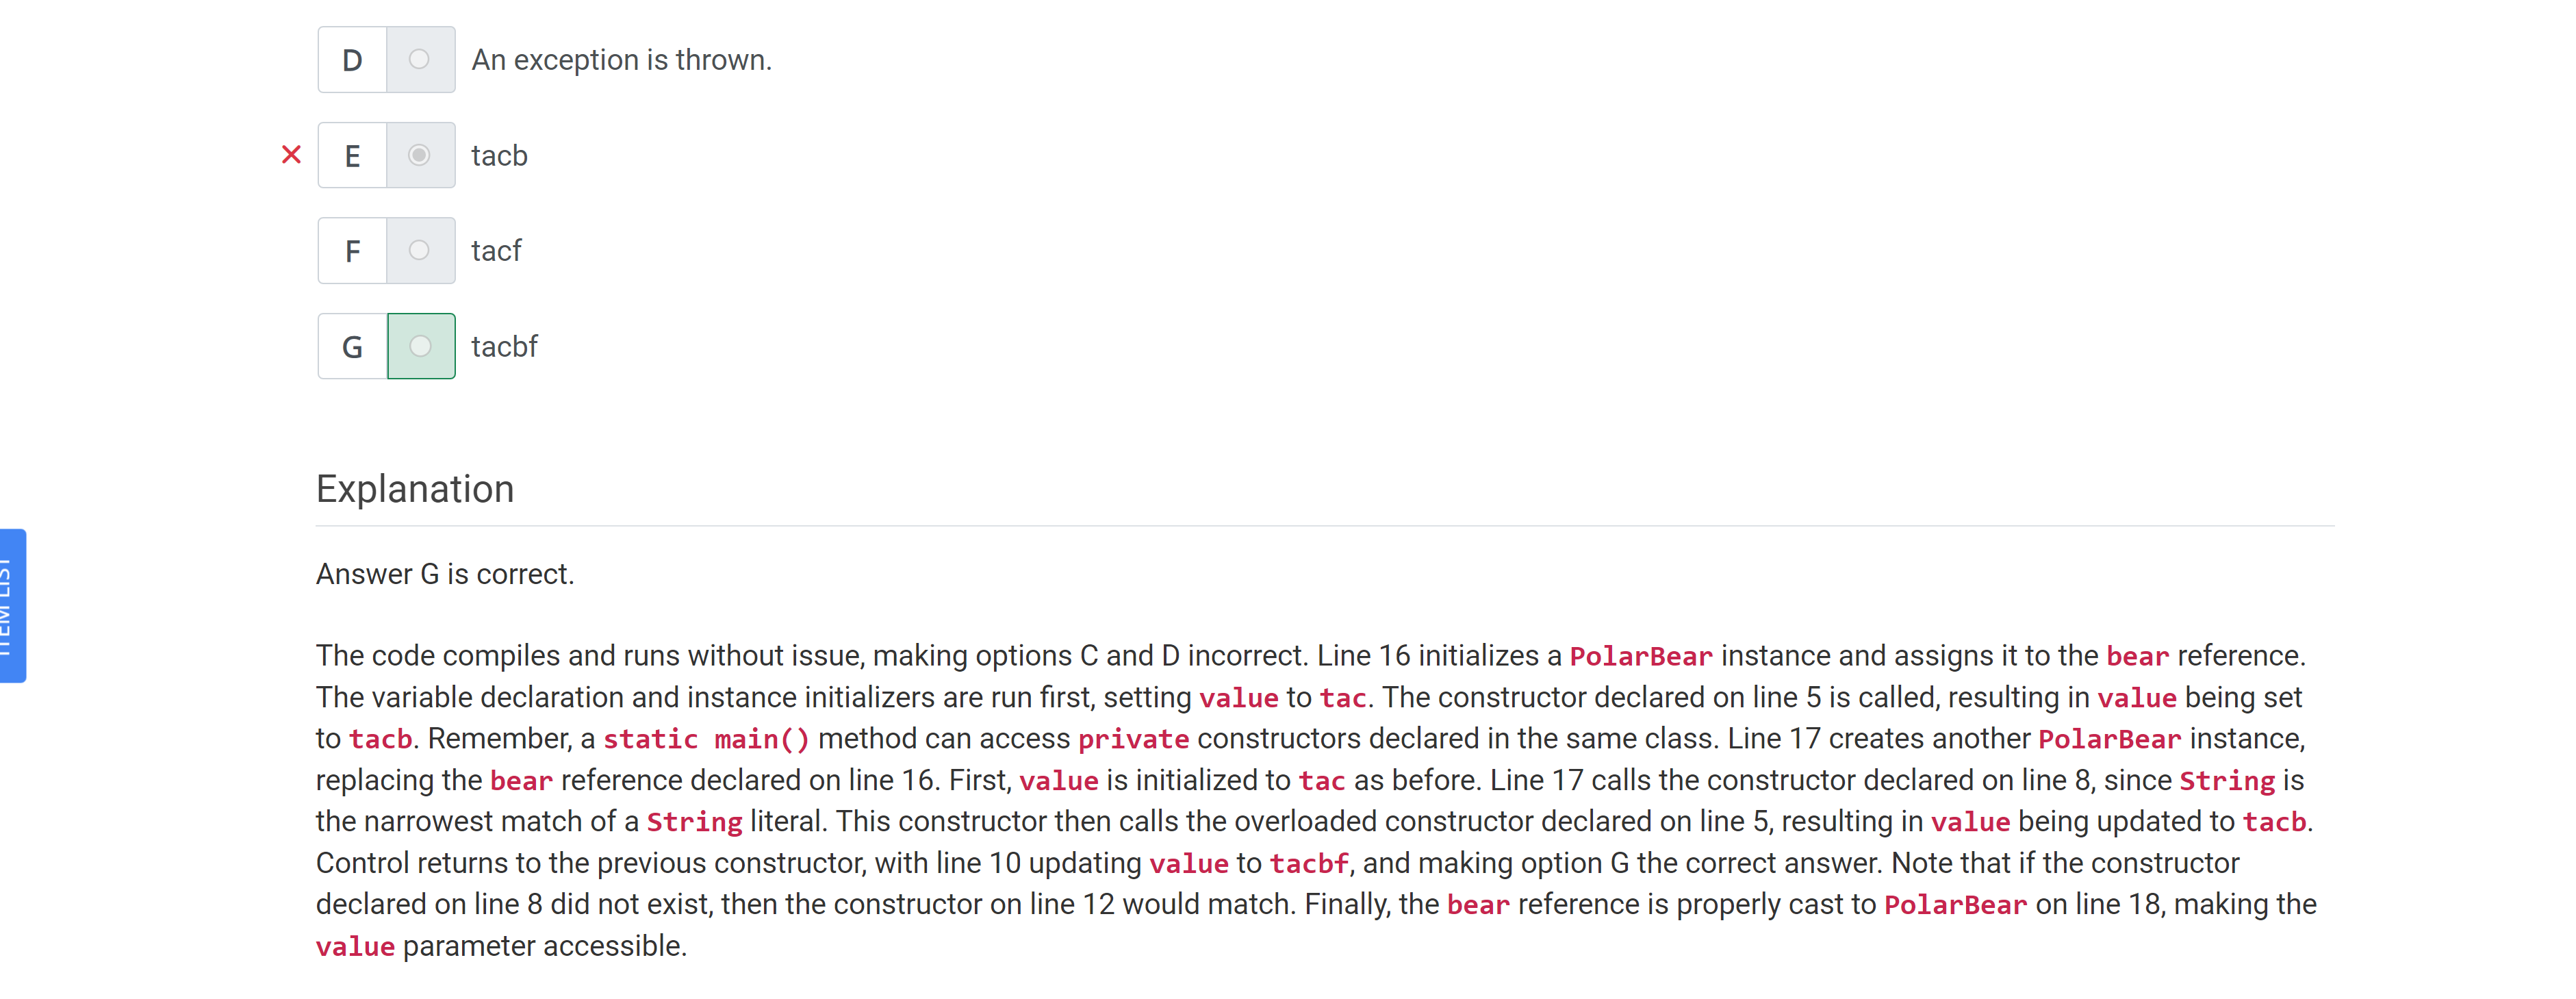 D An exception is thrown.
E tacb
F tacf
G tacbf
Explanation
ITEM LIST
Answer G is correct.
The code compiles and runs without issue, making options C and D incorrect. Line 16 initializes a PolarBear instance and assigns it to the bear reference.
The variable declaration and instance initializers are run first, setting value to tac. The constructor declared on line 5 is called, resulting in value being set
to tacb. Remember, a static main() method can access private constructors declared in the same class. Line 17 creates another PolarBear instance,
replacing the bear reference declared on line 16. First, value is initialized to tac as before. Line 17 calls the constructor declared on line 8, since String is
the narrowest match of a String literal. This constructor then calls the overloaded constructor declared on line 5, resulting in value being updated to tacb.
Control returns to the previous constructor, with line 10 updating value to tacbf, and making option G the correct answer. Note that if the constructor
declared on line 8 did not exist, then the constructor on line 12 would match. Finally, the bear reference is properly cast to PolarBear on line 18, making the
value parameter accessible.